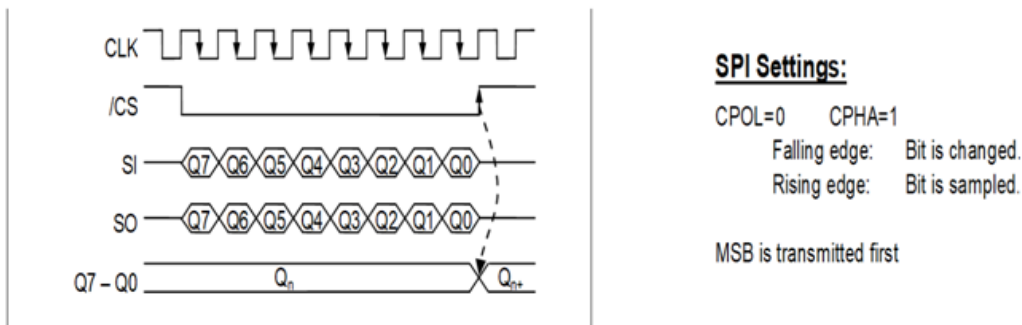 CLK
/CS
SI Q7 Q6 Q5 Q4 Q3 Q2 Q1 Q0
SO Q7 Q6 Q5 Q4 Q3 Q2 Q1 Q0
Q7 – Q0 Qn Qn+
SPI Settings:
CPOL=0 CPHA=1
Falling edge: Bit is changed.
Rising edge: Bit is sampled.
MSB is transmitted first